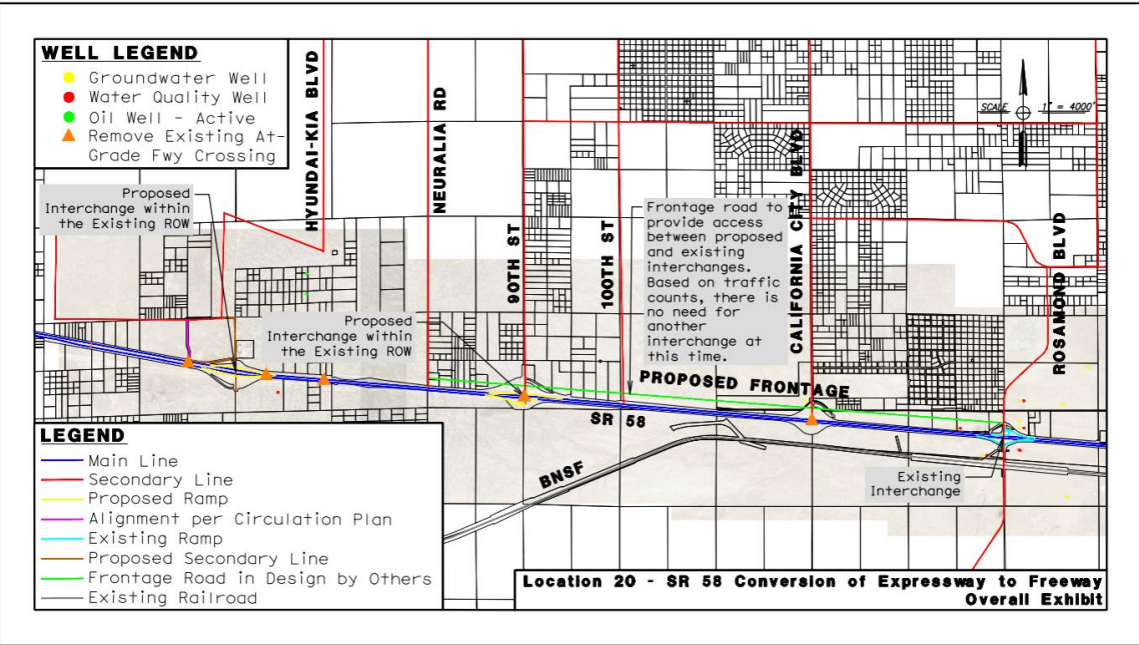 WELL LEGEND
Groundwater Well
Water Quality Well
Oil Well - Active
Remove Existing At-
Grade Fwy Crossing
HYUNDAI-KIA BLVD
NEURALIA RD
90TH ST
100TH ST
CALIFORNIA CITY BLVD
ROSAMOND BLVD
SCALE 1" = 4000'
Proposed
Interchange within
the Existing ROW
Proposed
Interchange within
the Existing ROW
Frontage road to
provide access
between proposed
and existing
interchanges.
Based on traffic
counts, there is
no need for
another
interchange at
this time.
PROPOSED FRONTAGE
SR 58
BNSF
Existing
Interchange
LEGEND
Main Line
Secondary Line
Proposed Ramp
Alignment per Circulation Plan
Existing Ramp
Proposed Secondary Line
Frontage Road in Design by Others
Existing Railroad
Location 20 - SR 58 Conversion of Expressway to Freeway
Overall Exhibit